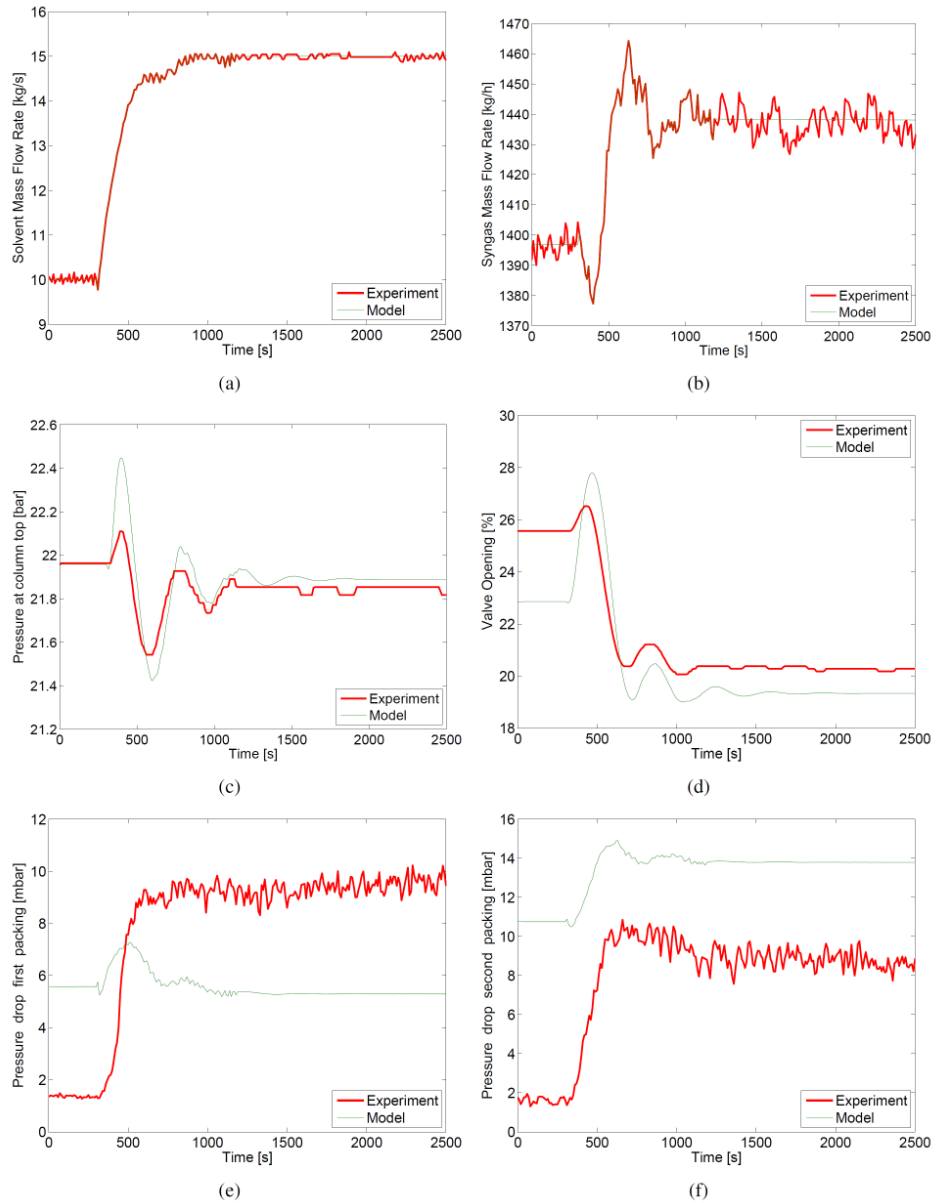 16
15
14
13
12
11
10
9
Solvent Mass Flow Rate [kg/s]
0 500 1000 1500 2000 2500
Time [s]
Experiment
Model
(a)
1470
1460
1450
1440
1430
1420
1410
1400
1390
1380
1370
Syngas Mass Flow Rate [kg/h]
0 500 1000 1500 2000 2500
Time [s]
Experiment
Model
(b)
22.6
22.4
22.2
22
21.8
21.6
21.4
21.2
Pressure at column top [bar]
0 500 1000 1500 2000 2500
Time [s]
Experiment
Model
(c)
30
28
26
24
22
20
18
Valve Opening [%]
0 500 1000 1500 2000 2500
Time [s]
Experiment
Model
(d)
12
10
8
6
4
2
0
Pressure drop first packing [mbar]
0 500 1000 1500 2000 2500
Time [s]
Experiment
Model
(e)
16
14
12
10
8
6
4
2
0
Pressure drop second packing [mbar]
0 500 1000 1500 2000 2500
Time [s]
Experiment
Model
(f)